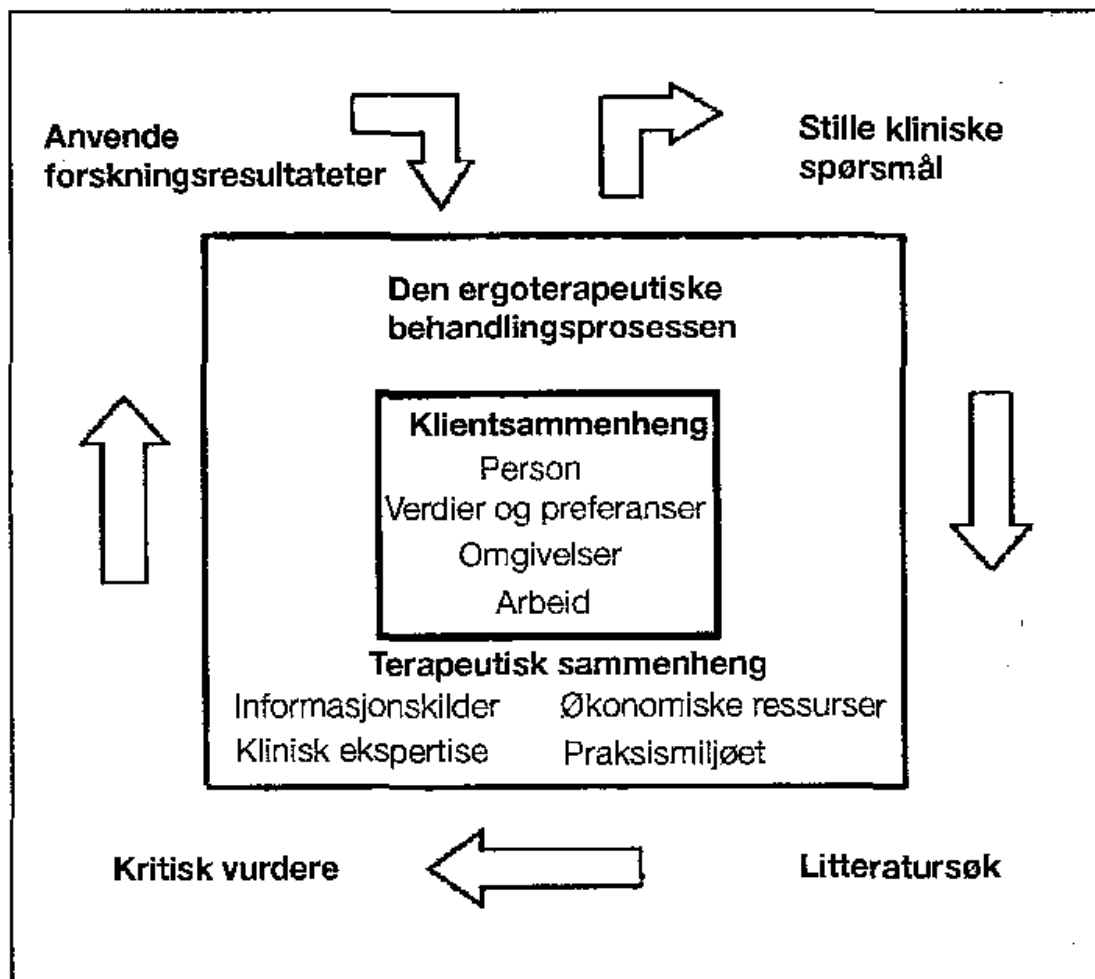 Anvende
forskningsresultateter
Stille kliniske
spørsmål
Den ergoterapeutiske
behandlingsprosessen
Klientsammenheng
Person
Verdier og preferanser
Omgivelser
Arbeid
Terapeutisk sammenheng
Informasjonskilder Økonomiske ressurser
Klinisk ekspertise Praksismiljøet
Kritisk vurdere
Litteratursøk